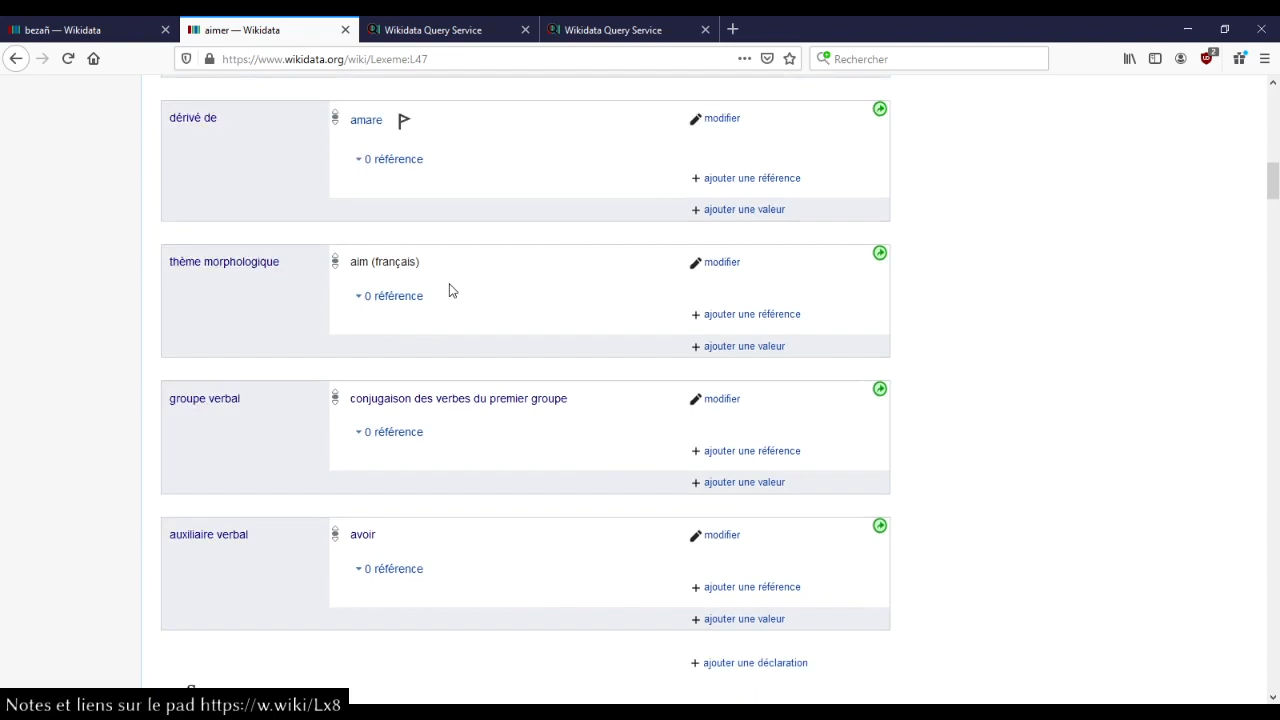 bezañ — Wikidata
aimer — Wikidata
Wikidata Query Service
Wikidata Query Service
https://www.wikidata.org/wiki/Lexeme:L47
Rechercher
2
dérivé de
amare
modifier
0 référence
+ ajouter une référence
+ ajouter une valeur
thème morphologique
aim (français)
modifier
0 référence
+ ajouter une référence
+ ajouter une valeur
groupe verbal
conjugaison des verbes du premier groupe
modifier
0 référence
+ ajouter une référence
+ ajouter une valeur
auxiliaire verbal
avoir
modifier
0 référence
+ ajouter une référence
+ ajouter une valeur
+ ajouter une déclaration
Notes et liens sur le pad https://w.wiki/Lx8